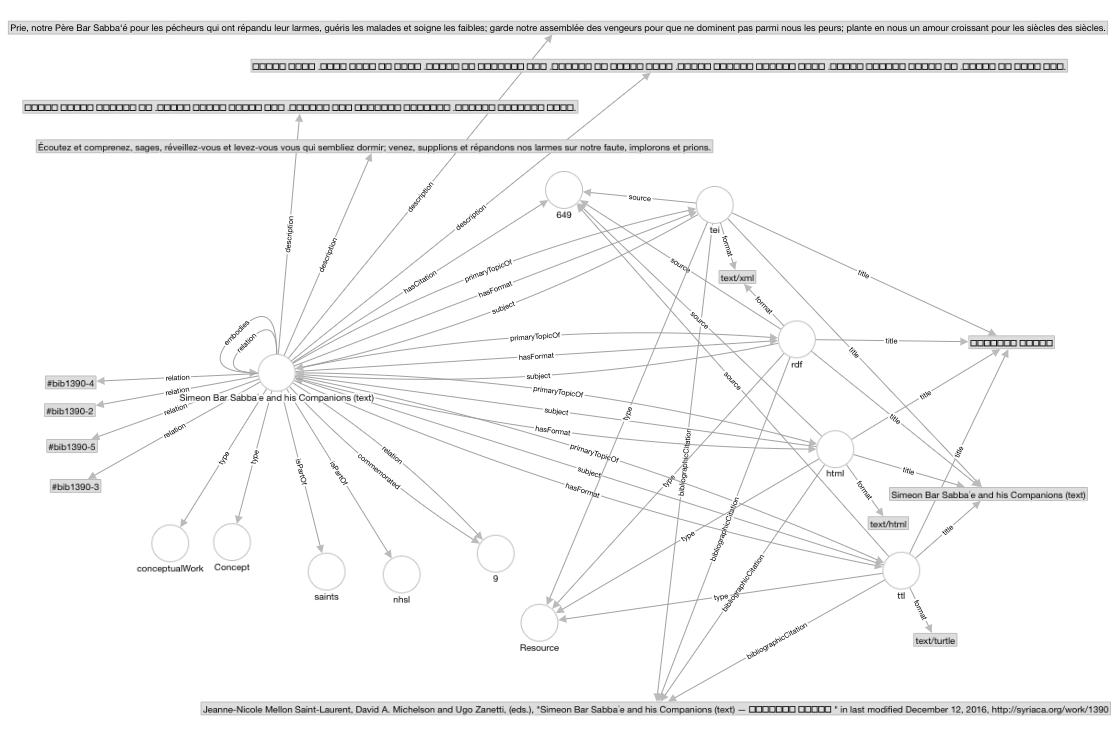 Prie, notre Père Bar Sabba'é pour les pécheurs qui ont répandu leur larmes, guéris les malades et soigne les faibles; garde notre assemblée des vengeurs pour que ne dominent pas parmi nous les peurs; plante en nous un amour croissant pour les siècles des siècles.
Écoutez et comprenez, sages, réveillez-vous et levez-vous vous qui sembliez dormir; venez, supplions et répandons nos larmes sur notre faute, implorons et prions.
description
description
description
description
649
source
tei
hasCitation
primaryTopicOf
hasFormat
subject
format
text/xml
source
title
format
source
embodies
relation
primaryTopicOf
hasFormat
subject
rdf
title
title
source
#bib1390-4
relation
#bib1390-2
relation
#bib1390-5
relation
#bib1390-3
relation
Simeon Bar Sabba'e and his Companions (text)
primaryTopicOf
subject
hasFormat
title
title
type
bibliographicCitation
primaryTopicOf
subject
hasFormat
html
title
title
Simeon Bar Sabba'e and his Companions (text)
format
text/html
type
type
isPartOf
isPartOf
commemorated
relation
type
bibliographicCitation
type
title
conceptualWork
Concept
saints
nhsl
9
bibliographicCitation
type
ttl
format
text/turtle
Resource
bibliographicCitation
Jeanne-Nicole Mellon Saint-Laurent, David A. Michelson and Ugo Zanetti, (eds.), "Simeon Bar Sabba'e and his Companions (text) — " in last modified December 12, 2016, http://syriaca.org/work/1390